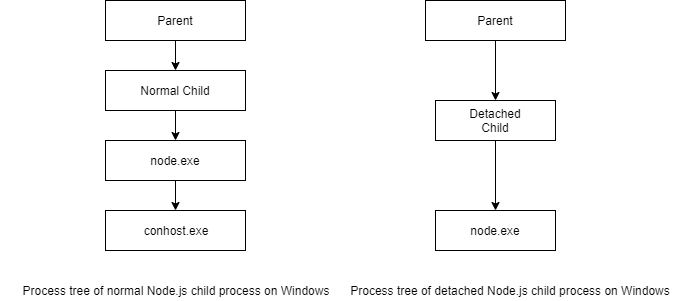 Parent
Normal Child
node.exe
conhost.exe
Process tree of normal Node.js child process on Windows
Parent
Detached
Child
node.exe
Process tree of detached Node.js child process on Windows